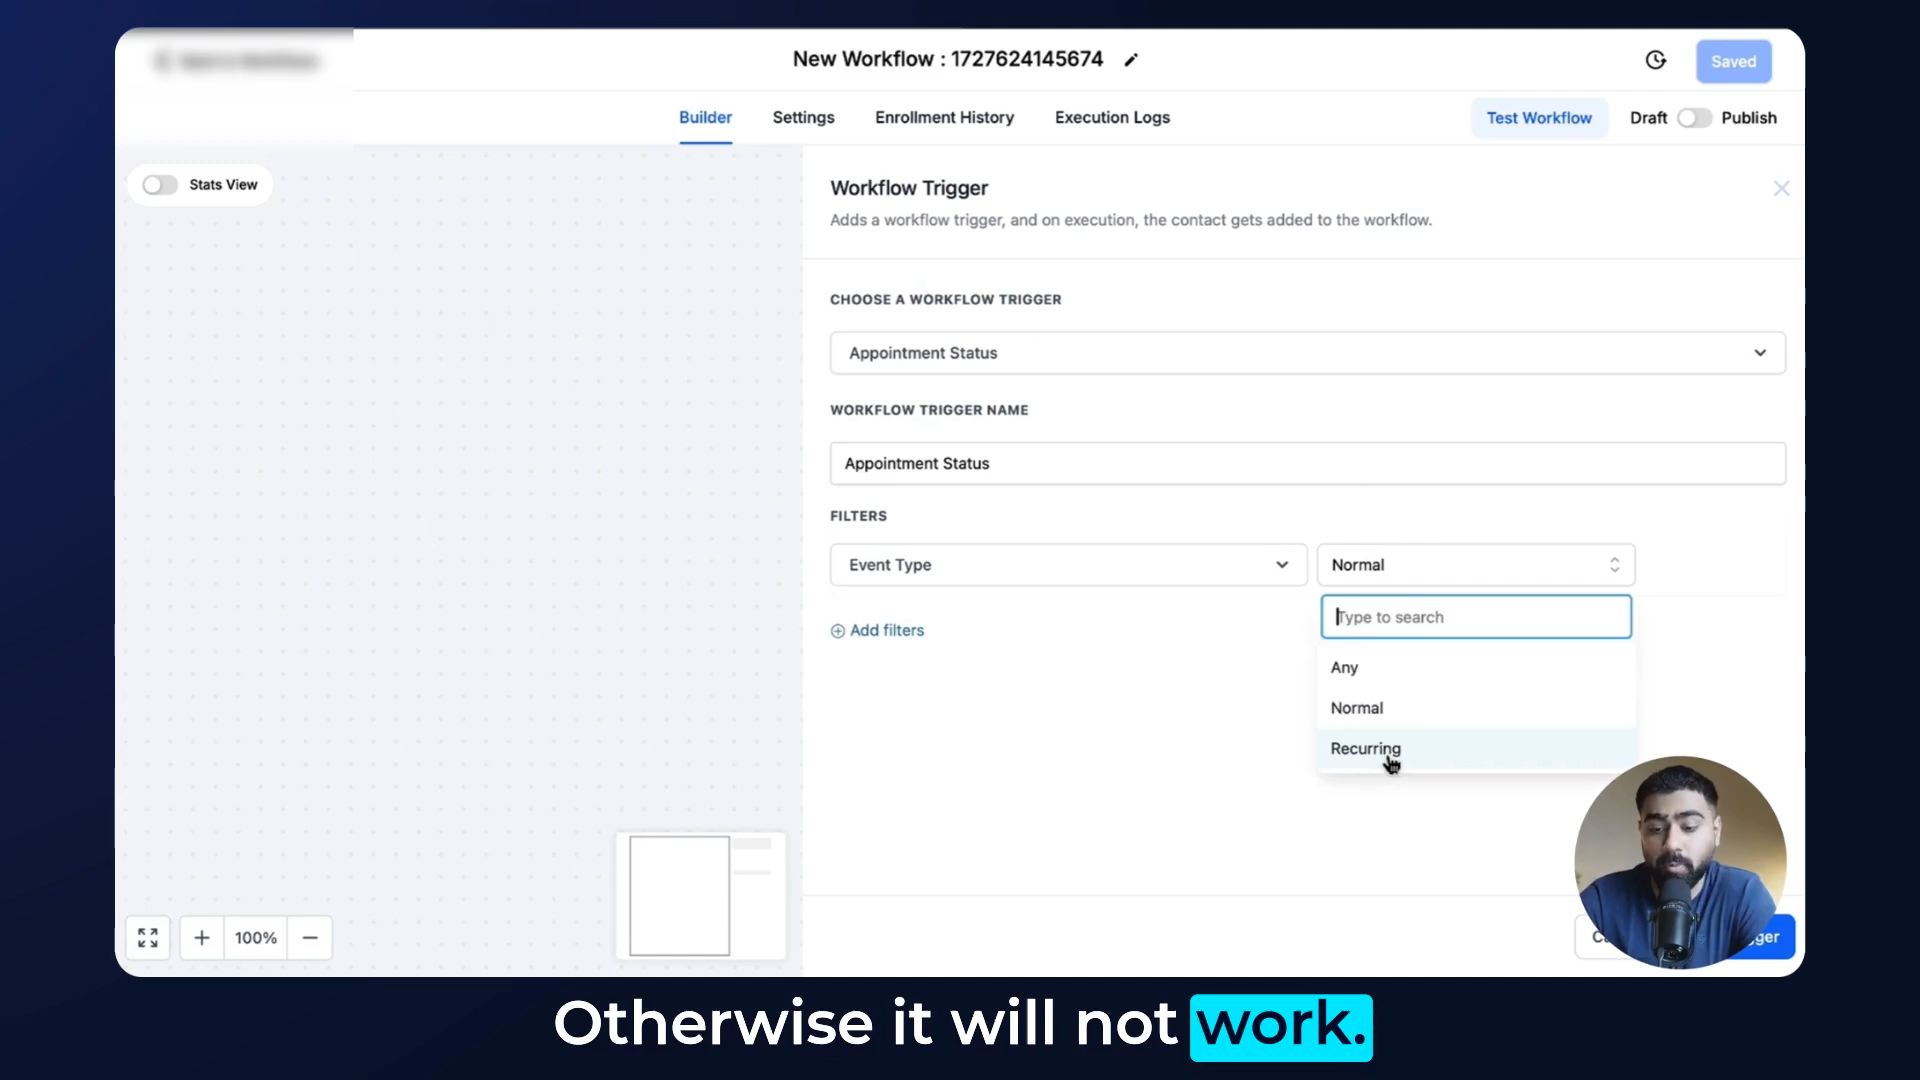 New Workflow : 1727624145674
Saved
Builder
Settings
Enrollment History
Execution Logs
Test Workflow
Draft
Publish
Stats View
Workflow Trigger
Adds a workflow trigger, and on execution, the contact gets added to the workflow.
CHOOSE A WORKFLOW TRIGGER
Appointment Status
WORKFLOW TRIGGER NAME
Appointment Status
FILTERS
Event Type
Normal
Type to search
Add filters
Any
Normal
Recurring
100%
Otherwise it will not work.